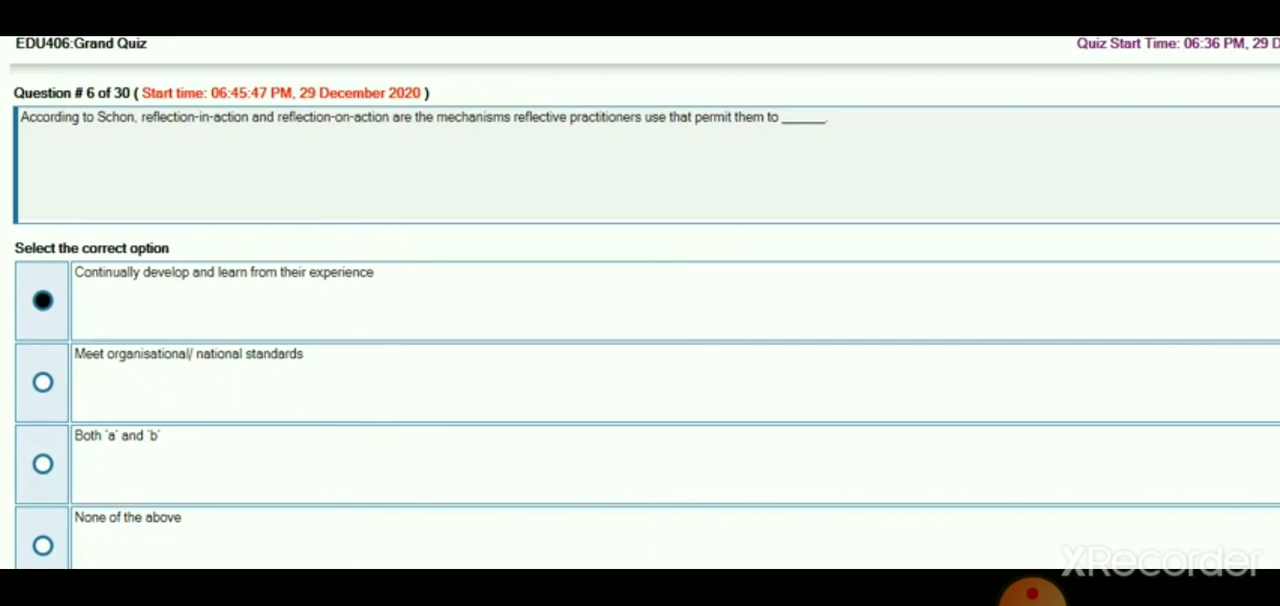 EDU406:Grand Quiz
Quiz Start Time: 06:36 PM, 29 D
Question # 6 of 30 ( Start time: 06:45:47 PM, 29 December 2020 )
According to Schon, reflection-in-action and reflection-on-action are the mechanisms reflective practitioners use that permit them to ______.
Select the correct option
Continually develop and learn from their experience
Meet organisational/ national standards
Both 'a' and 'b'
None of the above
XRecorder